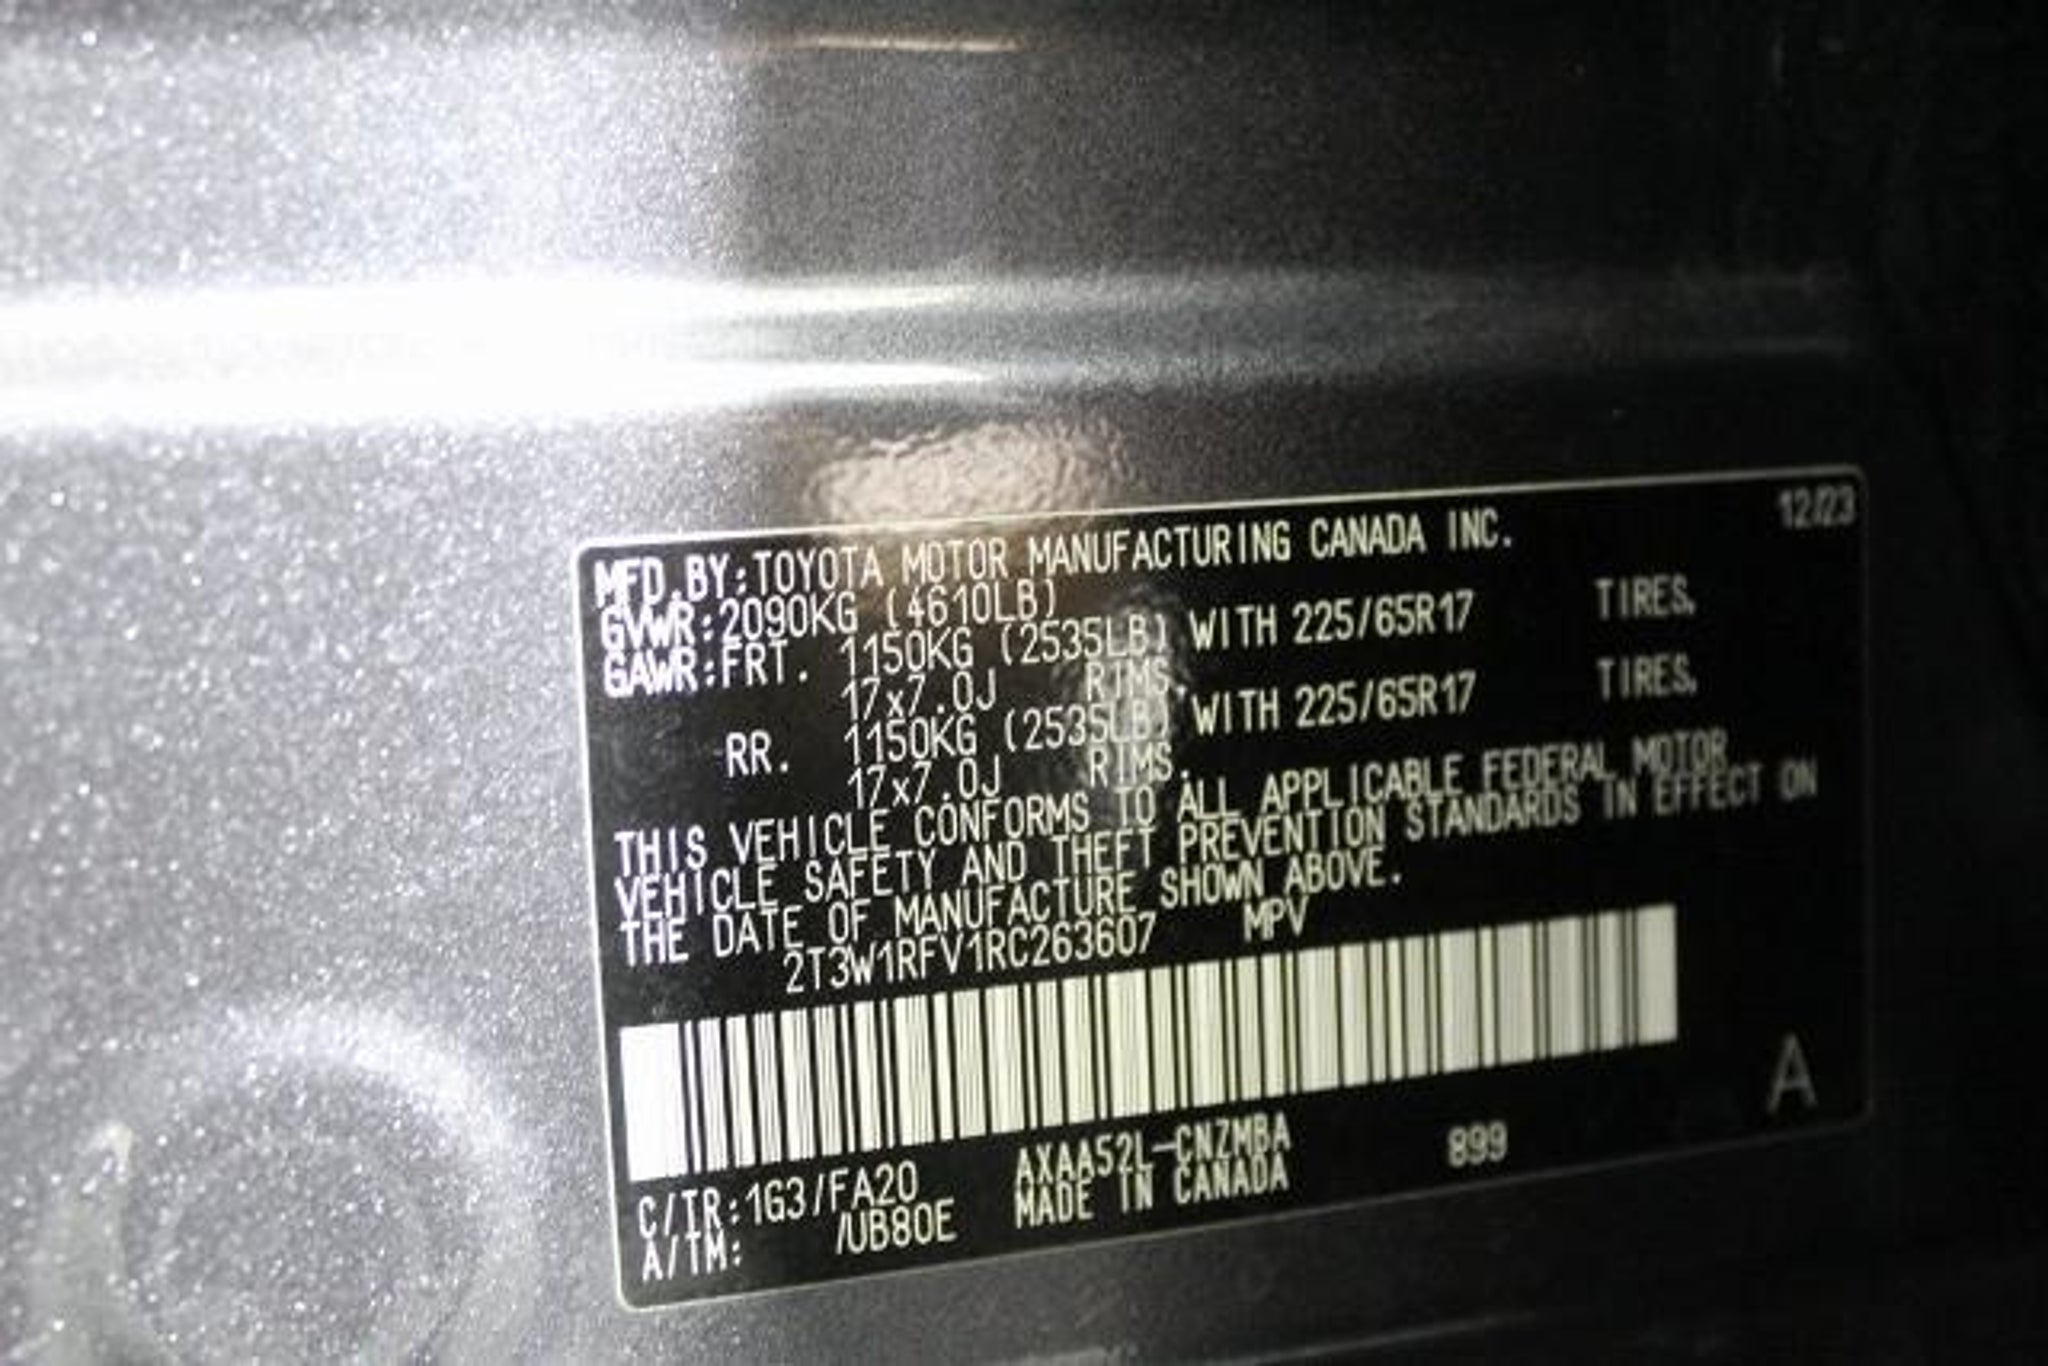 12/23
MFD.BY:TOYOTA MOTOR MANUFACTURING CANADA INC.
GVWR:2090KG (4610LB)
GAWR:FRT. 1150KG (2535LB) WITH 225/65R17 TIRES,
17x7.0J RIMS.
RR. 1150KG (2535LB) WITH 225/65R17 TIRES,
17x7.0J RIMS.
THIS VEHICLE CONFORMS TO ALL APPLICABLE FEDERAL MOTOR
VEHICLE SAFETY AND THEFT PREVENTION STANDARDS IN EFFECT ON
THE DATE OF MANUFACTURE SHOWN ABOVE.
2T3W1RFV1RC263607 MPV
A
C/TR:1G3/FA20 AXAA52L-CNZMBA 899
A/TM: /UB80E MADE IN CANADA